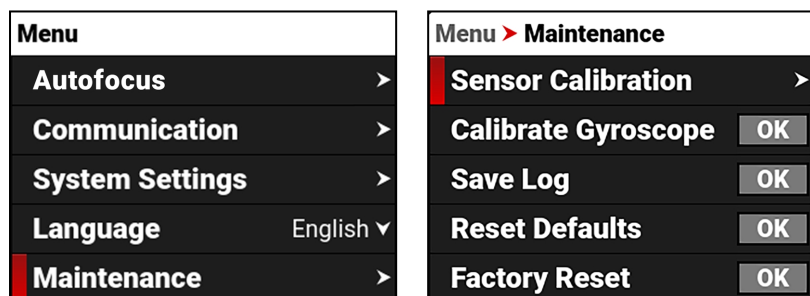 Menu
Autofocus
Communication
System Settings
Language English
Maintenance
Menu Maintenance
Sensor Calibration
Calibrate Gyroscope OK
Save Log OK
Reset Defaults OK
Factory Reset OK